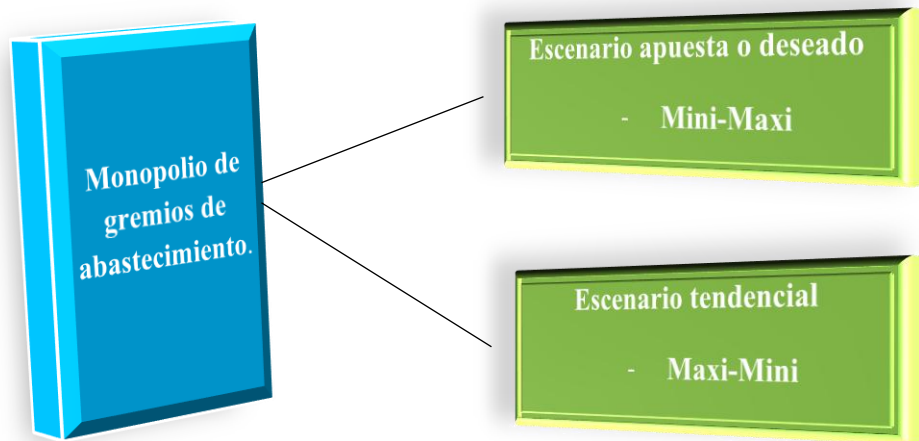 Monopolio de
gremios de
abastecimiento.
Escenario apuesta o deseado
- Mini-Maxi
Escenario tendencial
- Maxi-Mini